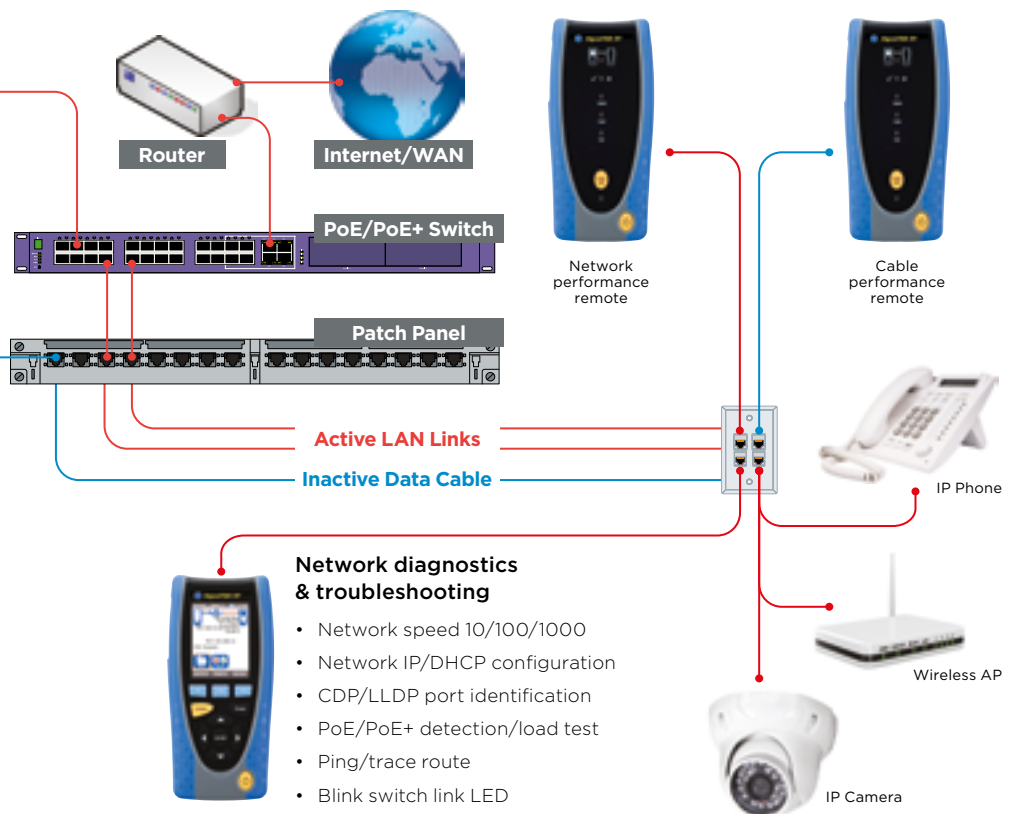 Router
Internet/WAN
PoE/PoE+ Switch
Patch Panel
Network
performance
remote
Cable
performance
remote
Active LAN Links
Inactive Data Cable
IP Phone
Wireless AP
IP Camera
Network diagnostics
& troubleshooting
• Network speed 10/100/1000
• Network IP/DHCP configuration
• CDP/LLDP port identification
• PoE/PoE+ detection/load test
• Ping/trace route
• Blink switch link LED